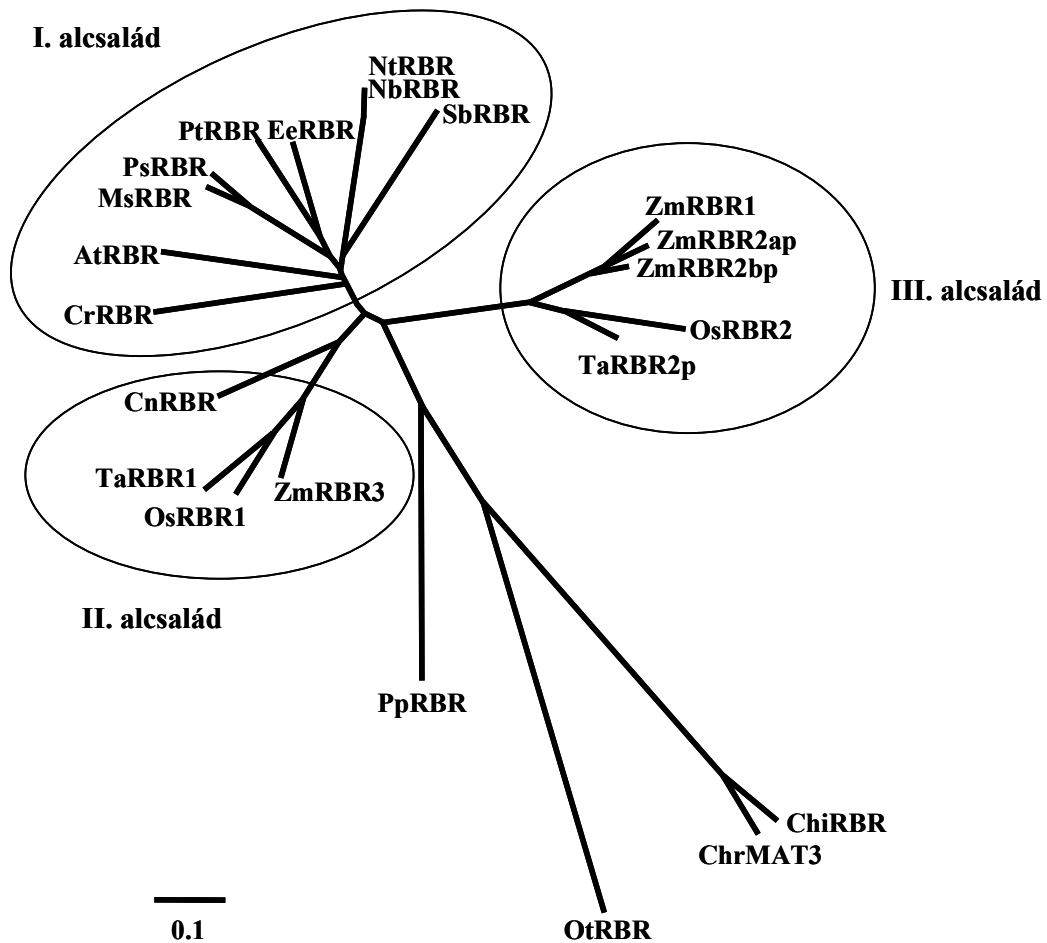 I. alcsalád
NtRBR
NbRBR
SbRBR
PtRBR
EeRBR
PsRBR
MsRBR
AtRBR
CrRBR
ZmRBR1
ZmRBR2ap
ZmRBR2bp
III. alcsalád
OsRBR2
TaRBR2p
CnRBR
TaRBR1
ZmRBR3
OsRBR1
II. alcsalád
PpRBR
ChiRBR
ChrMAT3
0.1
OtRBR